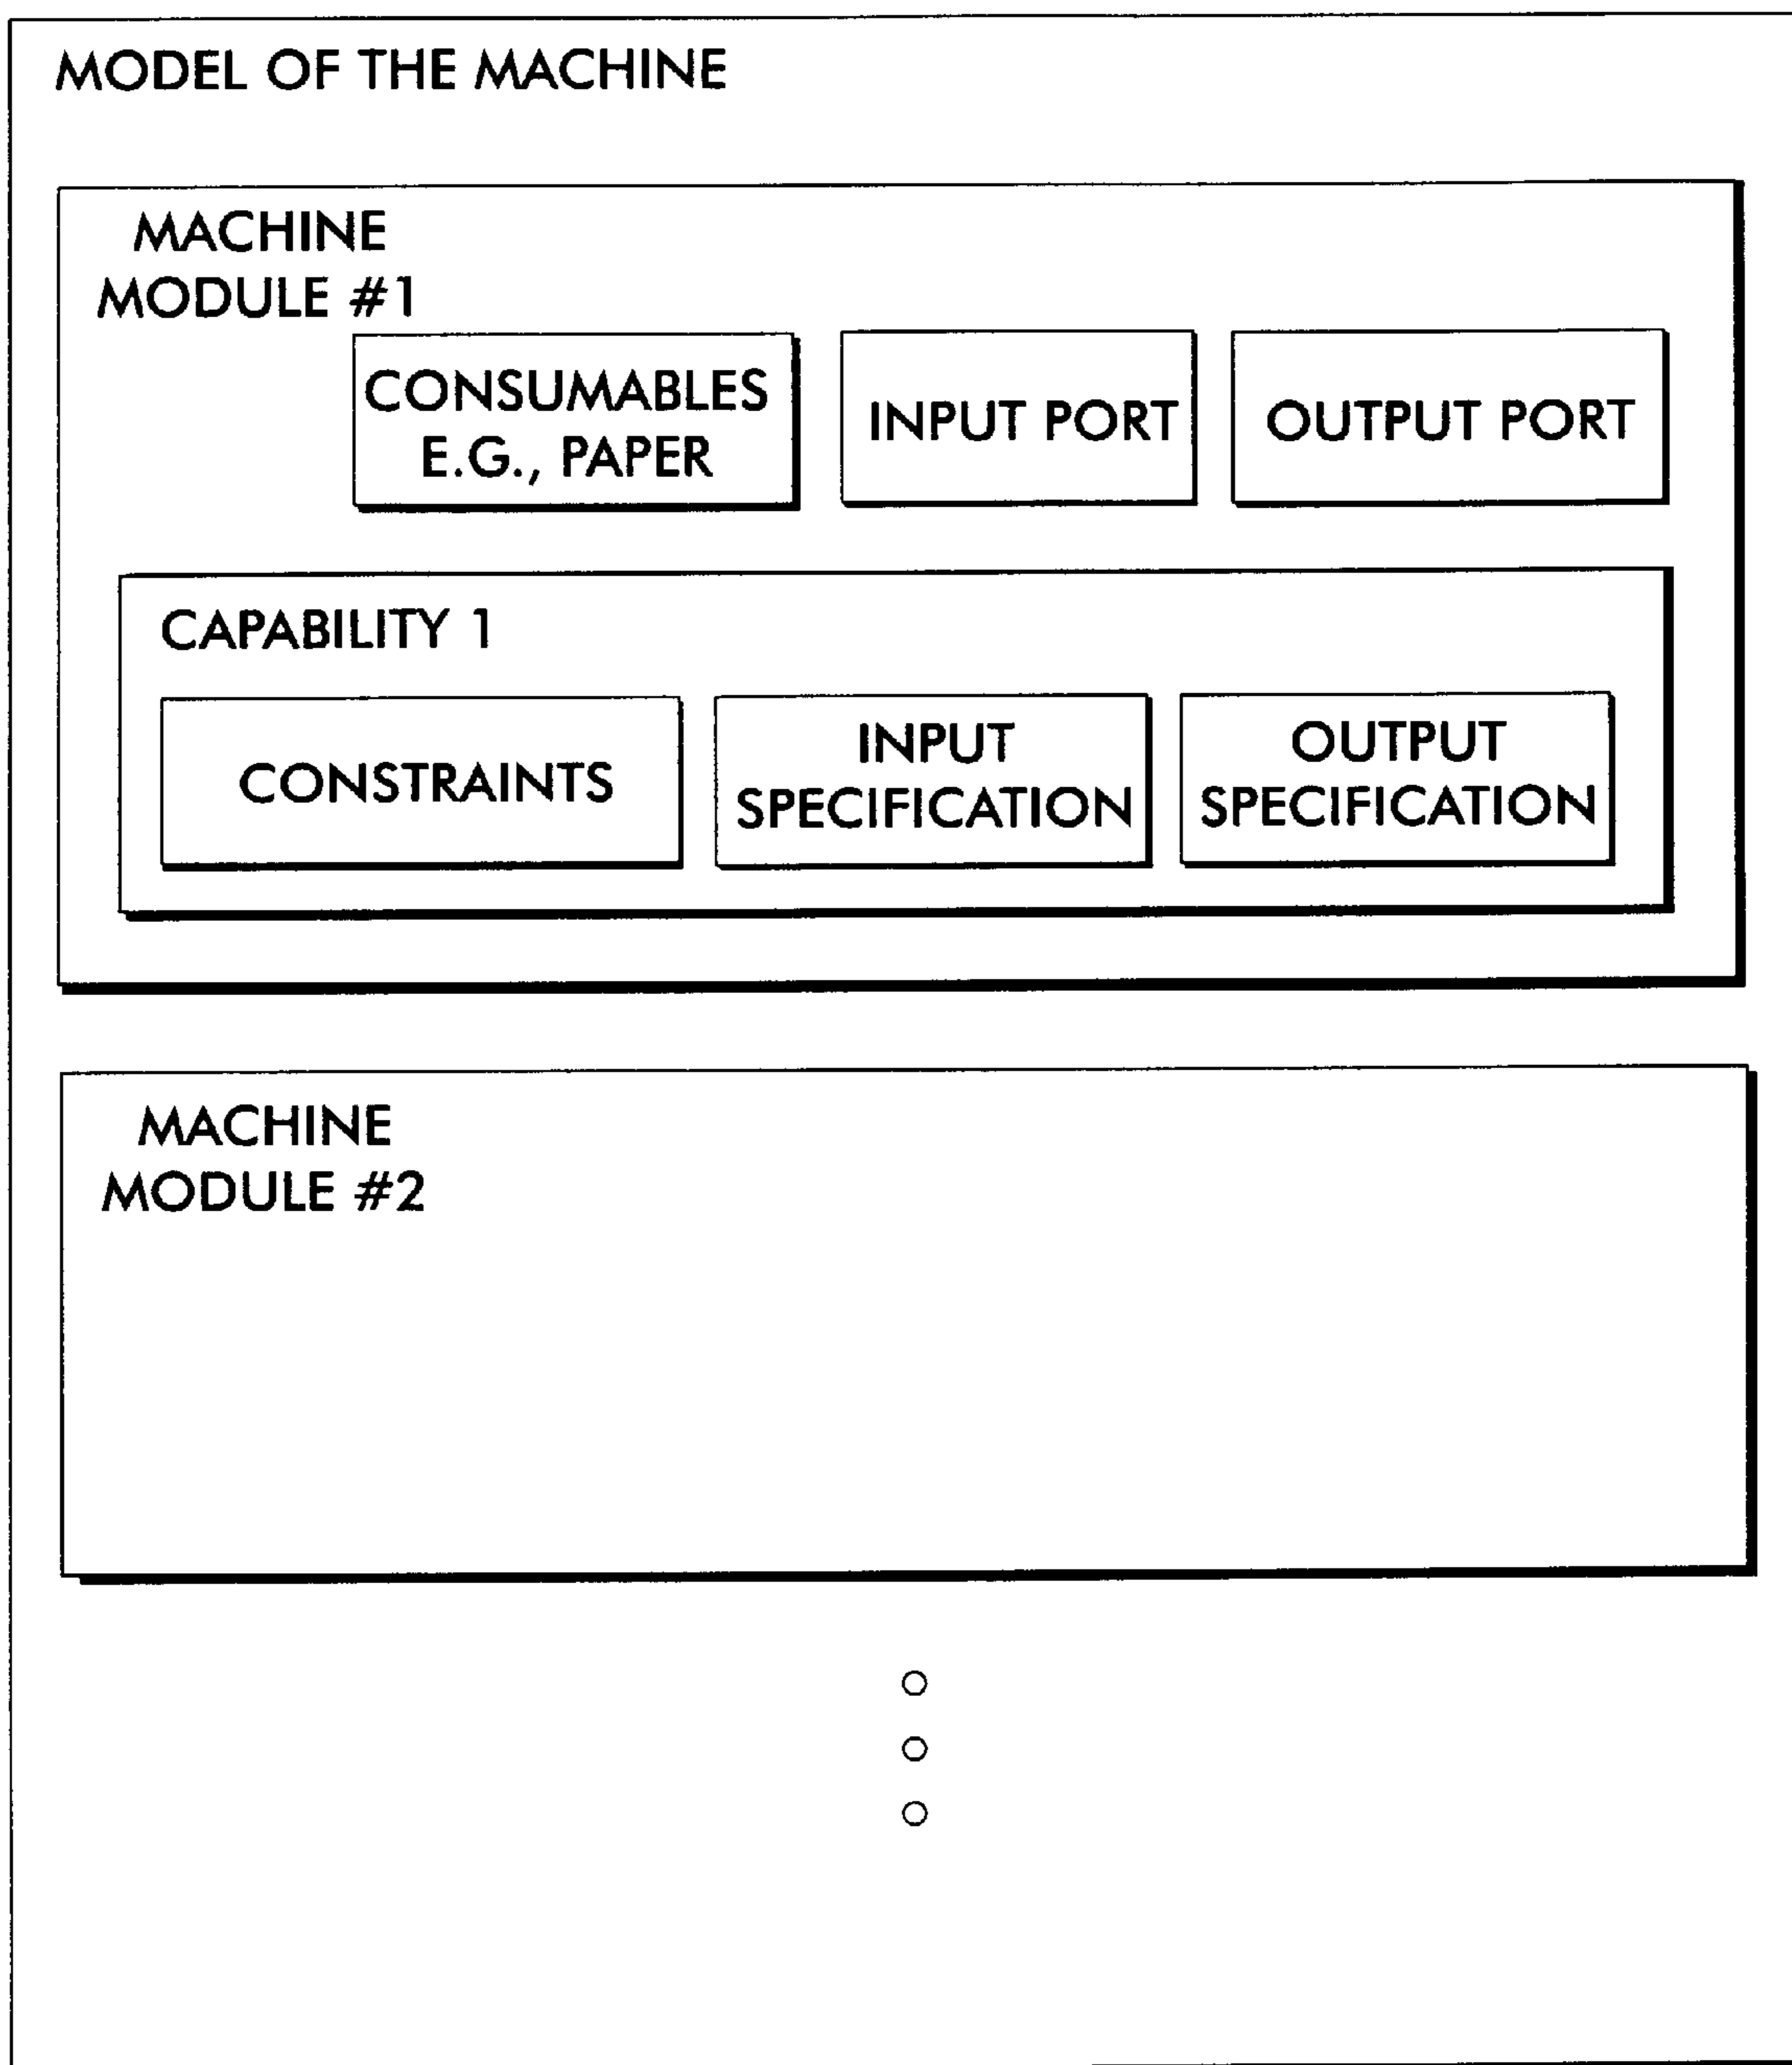 MODEL OF THE MACHINE
MACHINE
MODULE #1
CONSUMABLES
E.G., PAPER
INPUT PORT
OUTPUT PORT
CAPABILITY 1
CONSTRAINTS
INPUT
SPECIFICATION
OUTPUT
SPECIFICATION
MACHINE
MODULE #2